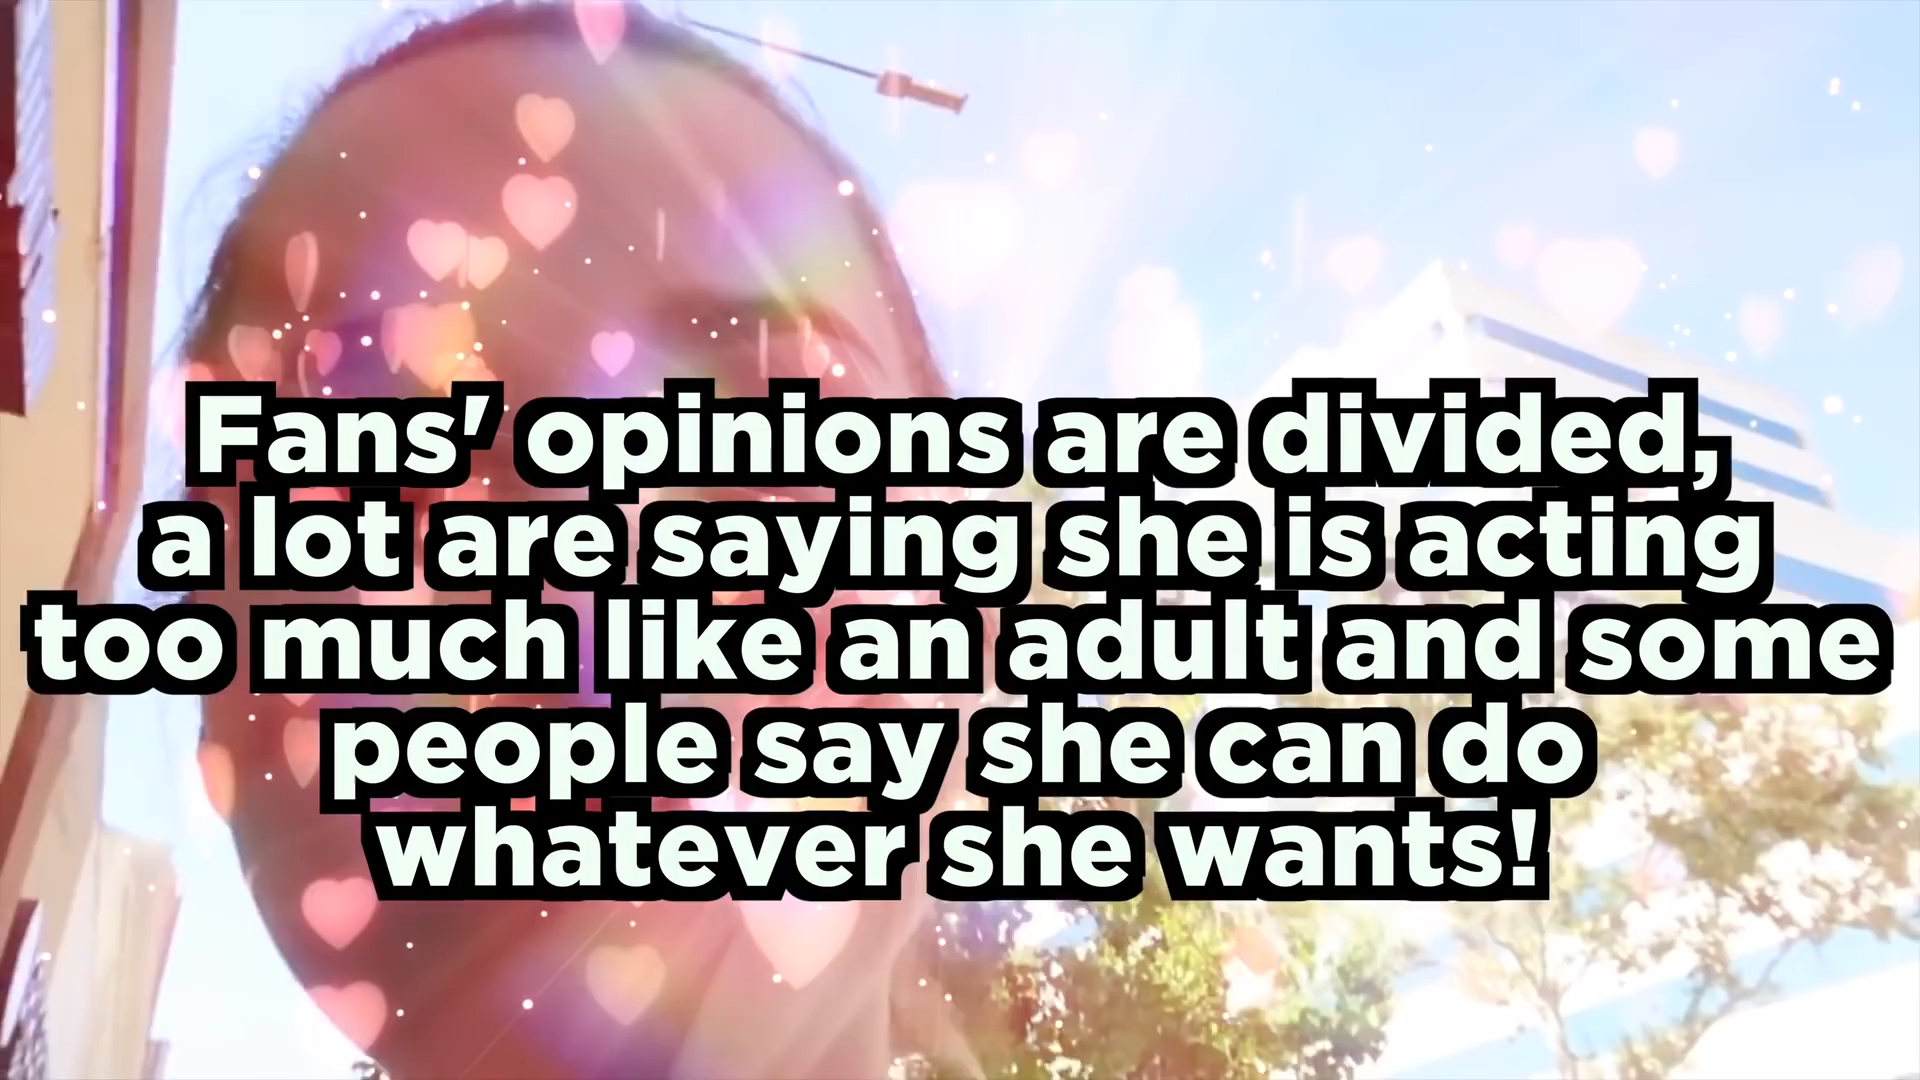 Fans' opinions are divided,
a lot are saying she is acting
too much like an adult and some
people say she can do
whatever she wants!